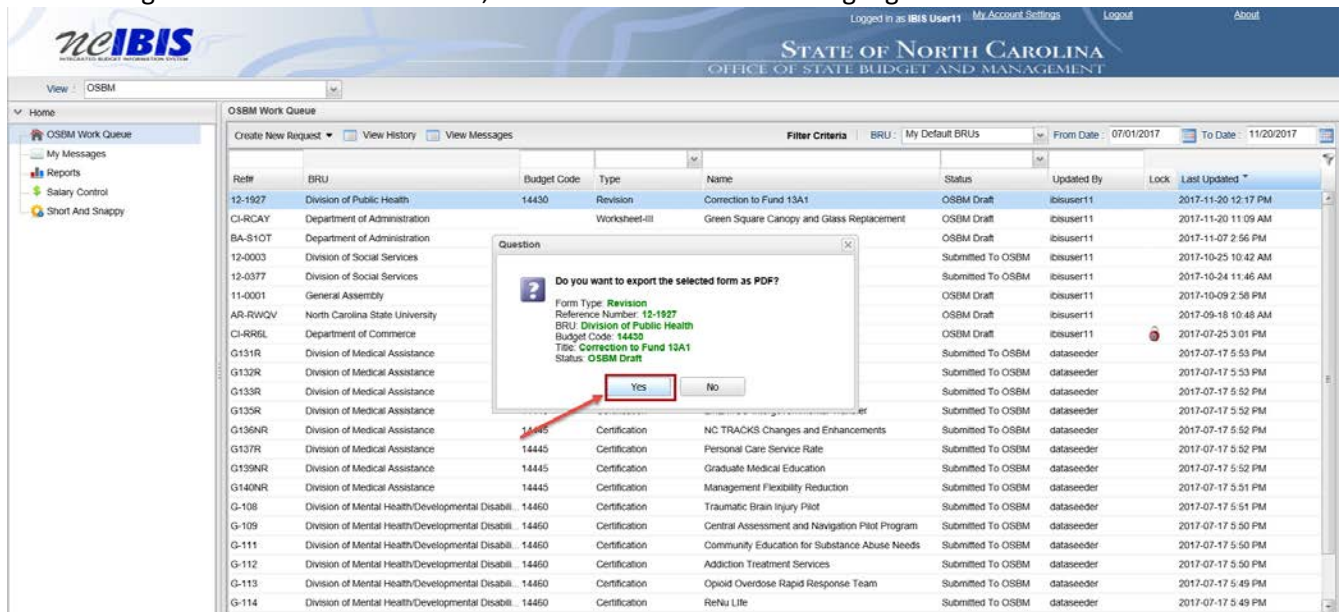 Logged in as IBIS User11 My Account Settings Logout About
ncIBIS
INTEGRATED BUDGET INFORMATION SYSTEM
STATE OF NORTH CAROLINA
OFFICE OF STATE BUDGET AND MANAGEMENT
View : OSBM
Home
OSBM Work Queue
My Messages
Reports
Salary Control
Short And Snappy
OSBM Work Queue
Create New Request View History View Messages Filter Criteria BRU : My Default BRUs From Date : 07/01/2017 To Date : 11/20/2017
Ref# BRU Budget Code Type Name Status Updated By Lock Last Updated
12-1927 Division of Public Health 14430 Revision Correction to Fund 13A1 OSBM Draft ibisuser11 2017-11-20 12:17 PM
CI-RCAY Department of Administration Worksheet-III Green Square Canopy and Glass Replacement OSBM Draft ibisuser11 2017-11-20 11:09 AM
BA-S1OT Department of Administration OSBM Draft ibisuser11 2017-11-07 2:56 PM
12-0003 Division of Social Services Submitted To OSBM ibisuser11 2017-10-25 10:42 AM
12-0377 Division of Social Services Submitted To OSBM ibisuser11 2017-10-24 11:46 AM
11-0001 General Assembly OSBM Draft ibisuser11 2017-10-09 2:58 PM
AR-RWQV North Carolina State University OSBM Draft ibisuser11 2017-09-18 10:48 AM
CI-RR6L Department of Commerce OSBM Draft ibisuser11 2017-07-25 3:01 PM
G131R Division of Medical Assistance Submitted To OSBM dataseeder 2017-07-17 5:53 PM
G132R Division of Medical Assistance Submitted To OSBM dataseeder 2017-07-17 5:53 PM
G133R Division of Medical Assistance Submitted To OSBM dataseeder 2017-07-17 5:52 PM
G135R Division of Medical Assistance Submitted To OSBM dataseeder 2017-07-17 5:52 PM
G136NR Division of Medical Assistance 14445 Certification NC TRACKS Changes and Enhancements Submitted To OSBM dataseeder 2017-07-17 5:52 PM
G137R Division of Medical Assistance 14445 Certification Personal Care Service Rate Submitted To OSBM dataseeder 2017-07-17 5:52 PM
G139NR Division of Medical Assistance 14445 Certification Graduate Medical Education Submitted To OSBM dataseeder 2017-07-17 5:52 PM
G140NR Division of Medical Assistance 14445 Certification Management Flexibility Reduction Submitted To OSBM dataseeder 2017-07-17 5:51 PM
G-108 Division of Mental Health/Developmental Disabili... 14460 Certification Traumatic Brain Injury Pilot Submitted To OSBM dataseeder 2017-07-17 5:51 PM
G-109 Division of Mental Health/Developmental Disabili... 14460 Certification Central Assessment and Navigation Pilot Program Submitted To OSBM dataseeder 2017-07-17 5:50 PM
G-111 Division of Mental Health/Developmental Disabili... 14460 Certification Community Education for Substance Abuse Needs Submitted To OSBM dataseeder 2017-07-17 5:50 PM
G-112 Division of Mental Health/Developmental Disabili... 14460 Certification Addiction Treatment Services Submitted To OSBM dataseeder 2017-07-17 5:50 PM
G-113 Division of Mental Health/Developmental Disabili... 14460 Certification Opioid Overdose Rapid Response Team Submitted To OSBM dataseeder 2017-07-17 5:49 PM
G-114 Division of Mental Health/Developmental Disabili... 14460 Certification ReNu Life Submitted To OSBM dataseeder 2017-07-17 5:49 PM
Question
Do you want to export the selected form as PDF?
Form Type: Revision
Reference Number: 12-1927
BRU: Division of Public Health
Budget Code: 14430
Title: Correction to Fund 13A1
Status: OSBM Draft
Yes No